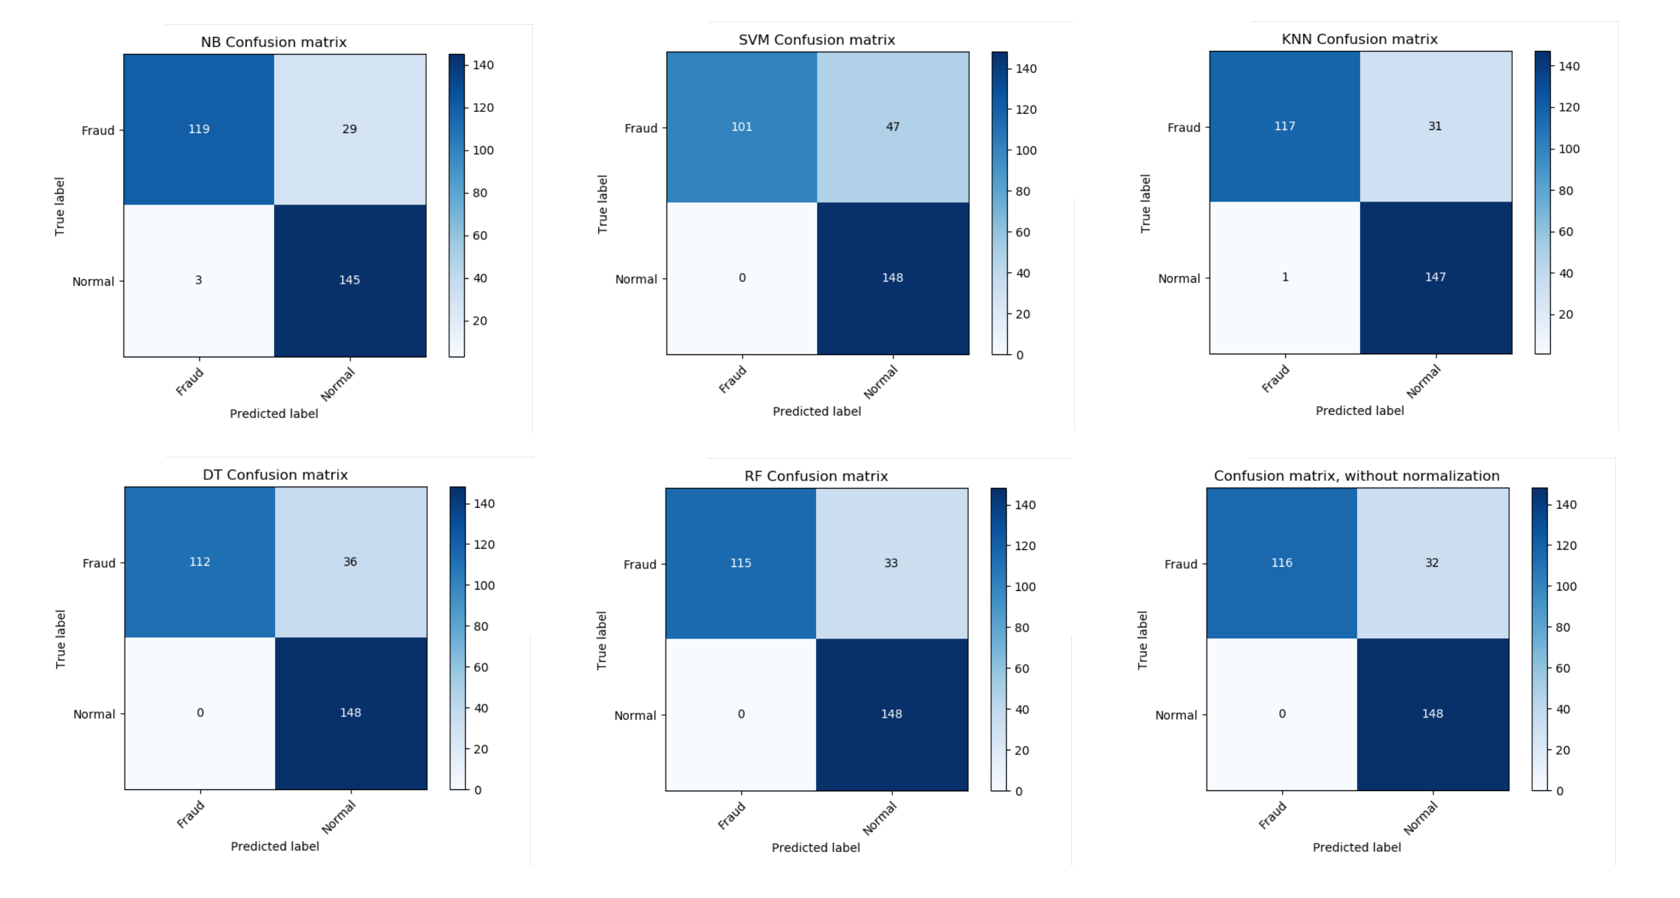 NB Confusion matrix
Fraud
119
29
Normal
3
145
True label
Fraud
Normal
Predicted label
140
120
100
80
60
40
20
SVM Confusion matrix
Fraud
101
47
Normal
0
148
True label
Fraud
Normal
Predicted label
140
120
100
80
60
40
20
0
KNN Confusion matrix
Fraud
117
31
Normal
1
147
True label
Fraud
Normal
Predicted label
140
120
100
80
60
40
20
DT Confusion matrix
Fraud
112
36
Normal
0
148
True label
Fraud
Normal
Predicted label
140
120
100
80
60
40
20
0
RF Confusion matrix
Fraud
115
33
Normal
0
148
True label
Fraud
Normal
Predicted label
140
120
100
80
60
40
20
0
Confusion matrix, without normalization
Fraud
116
32
Normal
0
148
True label
Fraud
Normal
Predicted label
140
120
100
80
60
40
20
0